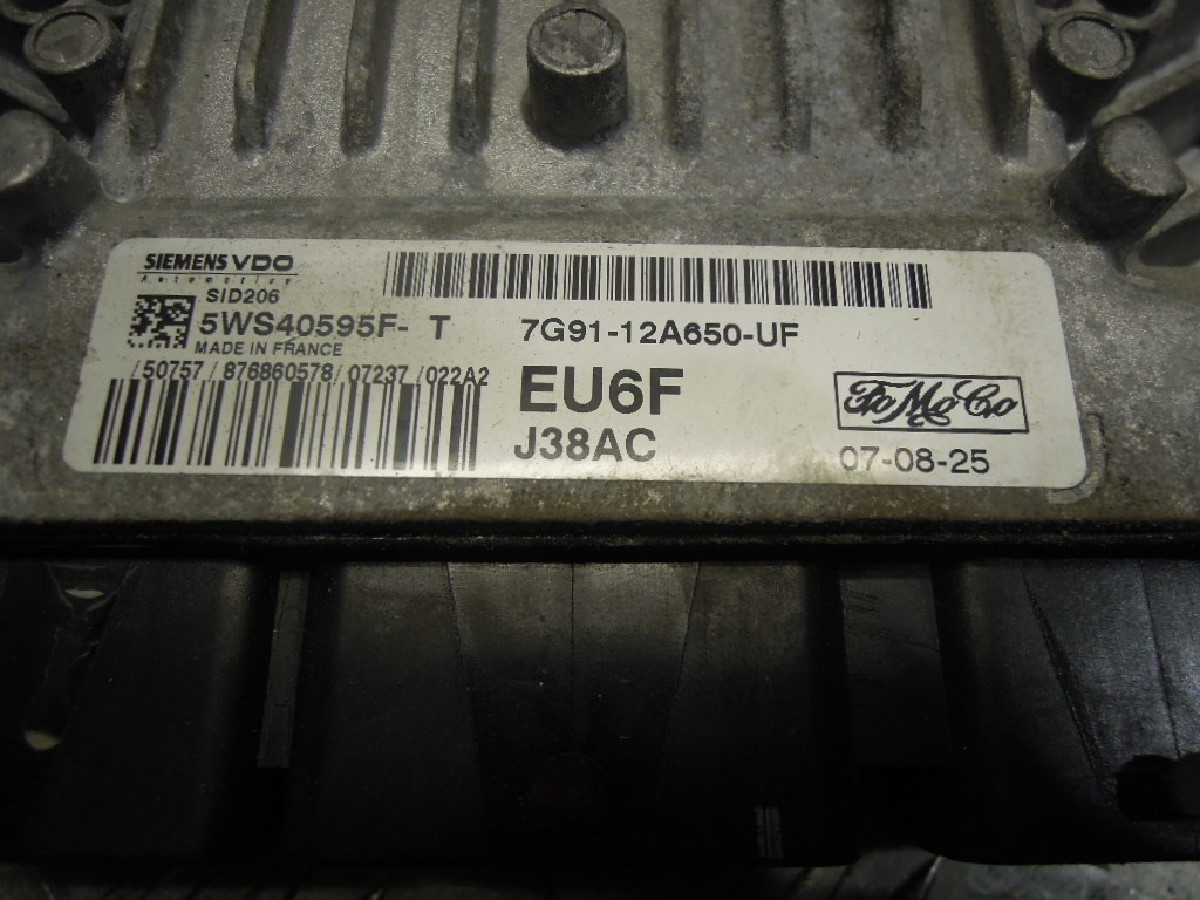 SIEMENS VDO
Automotive
SID206
5WS40595F- T
MADE IN FRANCE
/50757/876860578/07237/022A2
7G91-12A650-UF
EU6F
J38AC
FoMoCo
07-08-25